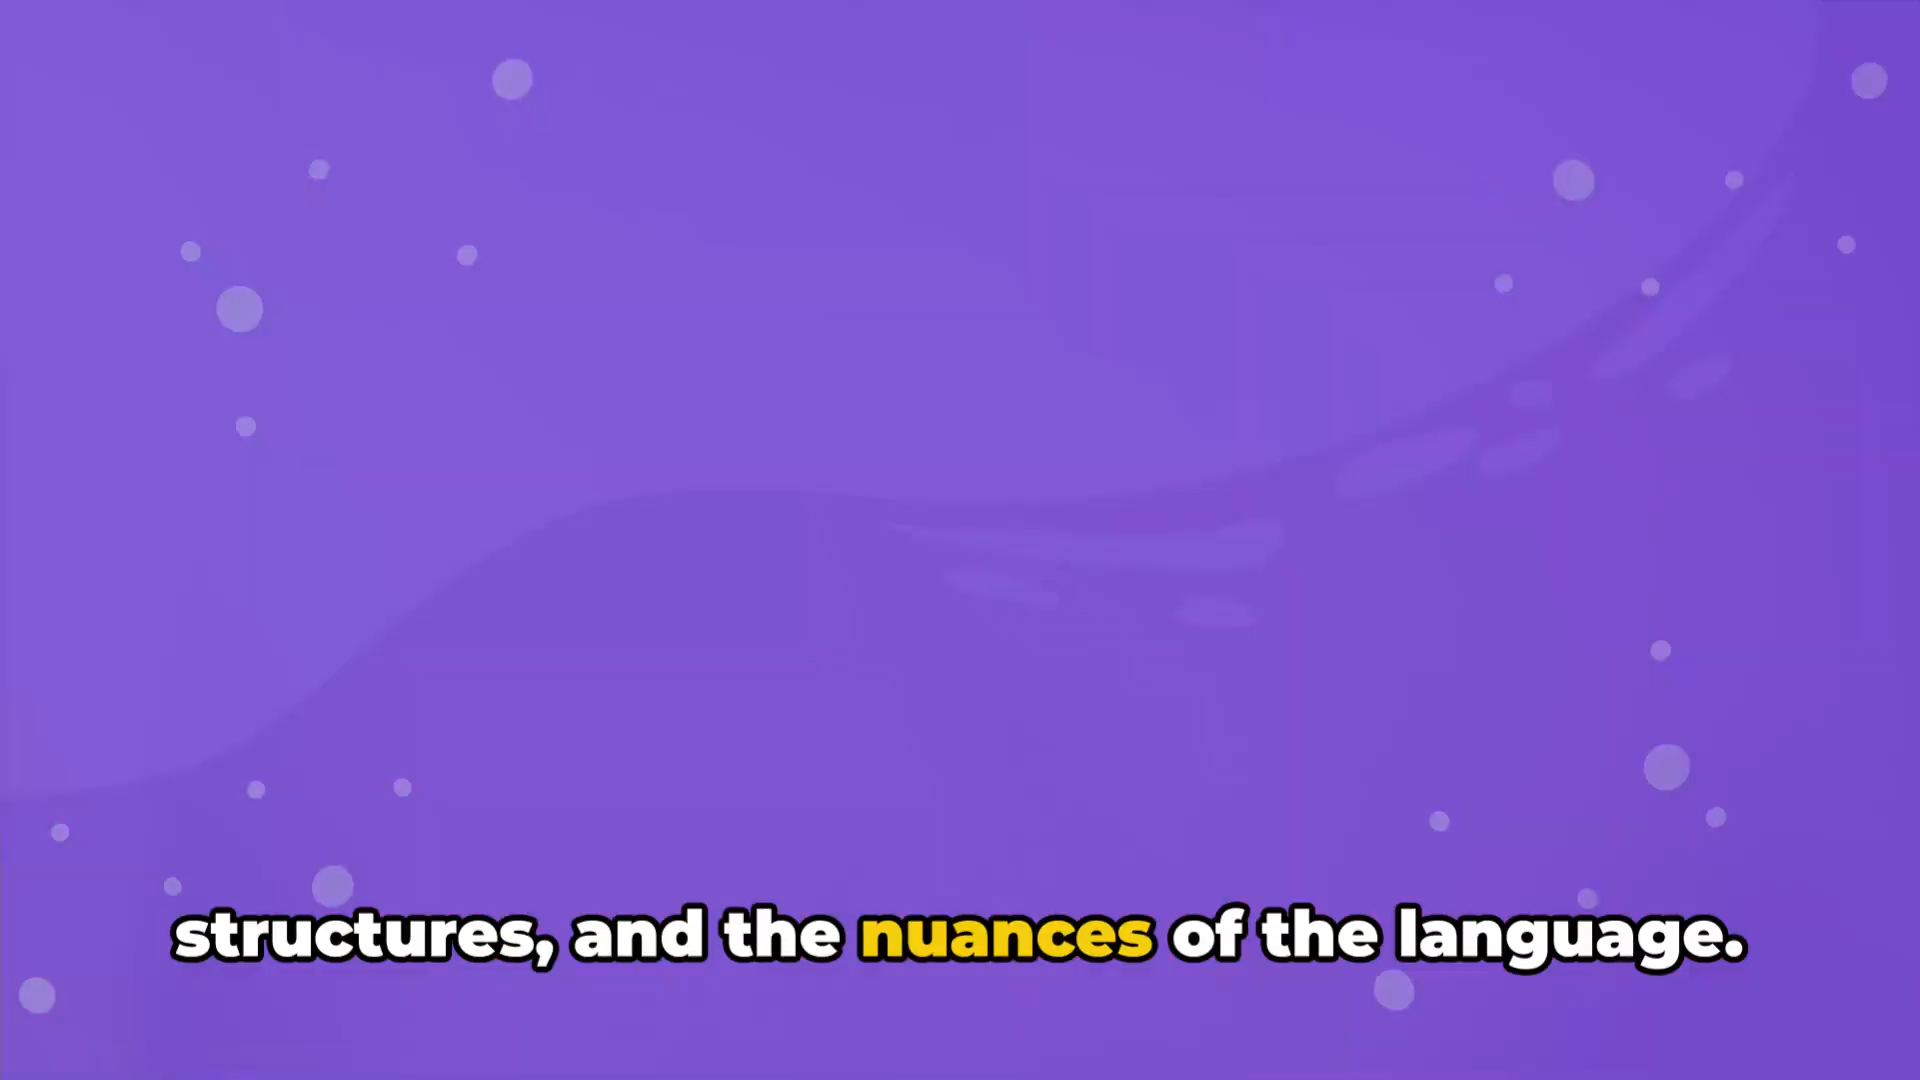 structures, and the nuances of the language.